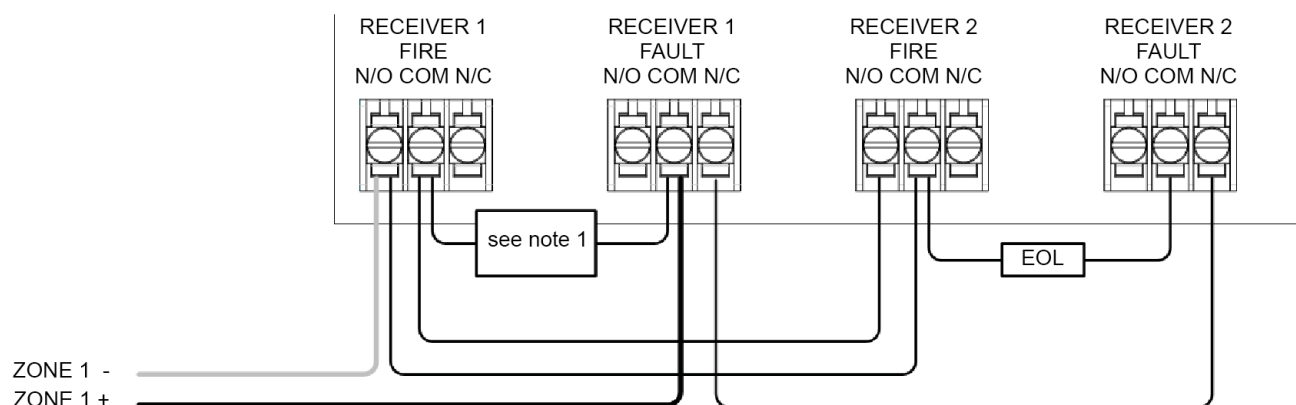 RECEIVER 1
FIRE
N/O COM N/C
RECEIVER 1
FAULT
N/O COM N/C
RECEIVER 2
FIRE
N/O COM N/C
RECEIVER 2
FAULT
N/O COM N/C
see note 1
EOL
ZONE 1 -
ZONE 1 +